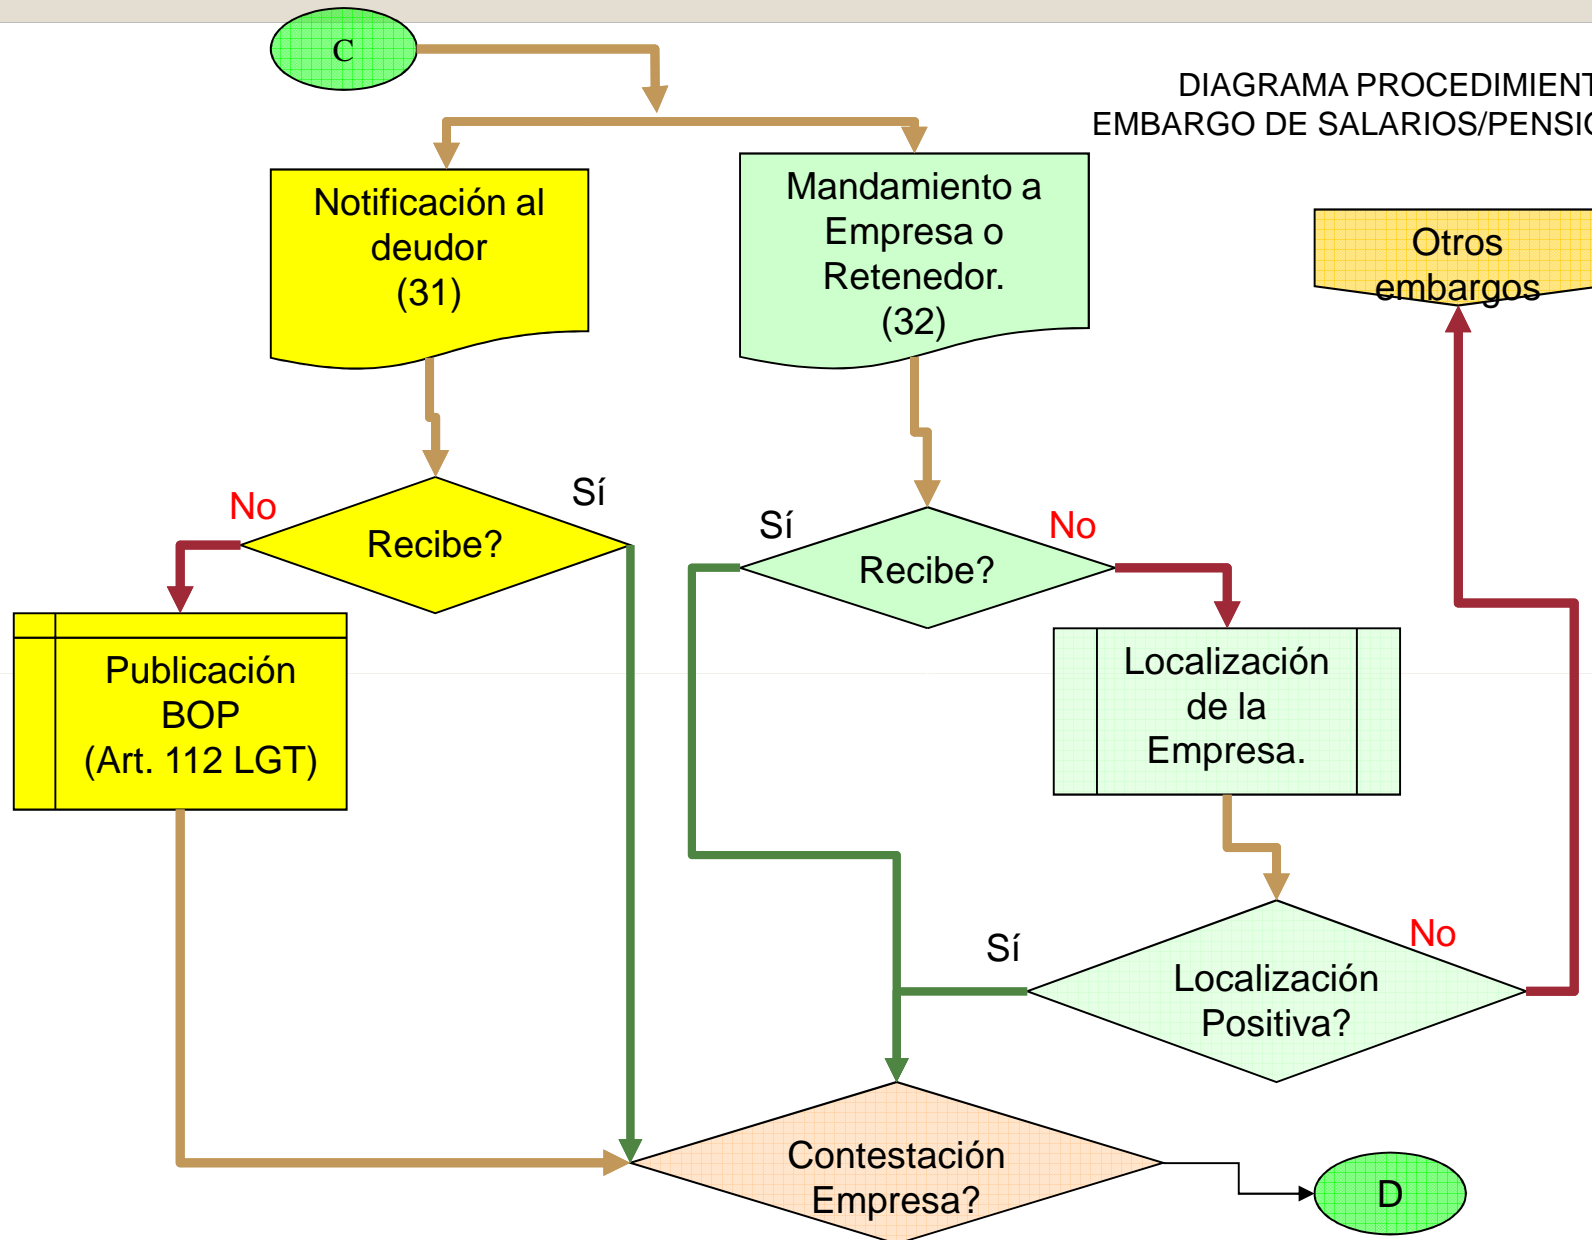 C
DIAGRAMA PROCEDIMIENT
EMBARGO DE SALARIOS/PENSIO
Notificación al
deudor
(31)
Mandamiento a
Empresa o
Retenedor.
(32)
Otros
embargos
No
Recibe?
Sí
Sí
Recibe?
No
Publicación
BOP
(Art. 112 LGT)
Localización
de la
Empresa.
Sí
No
Localización
Positiva?
Contestación
Empresa?
D